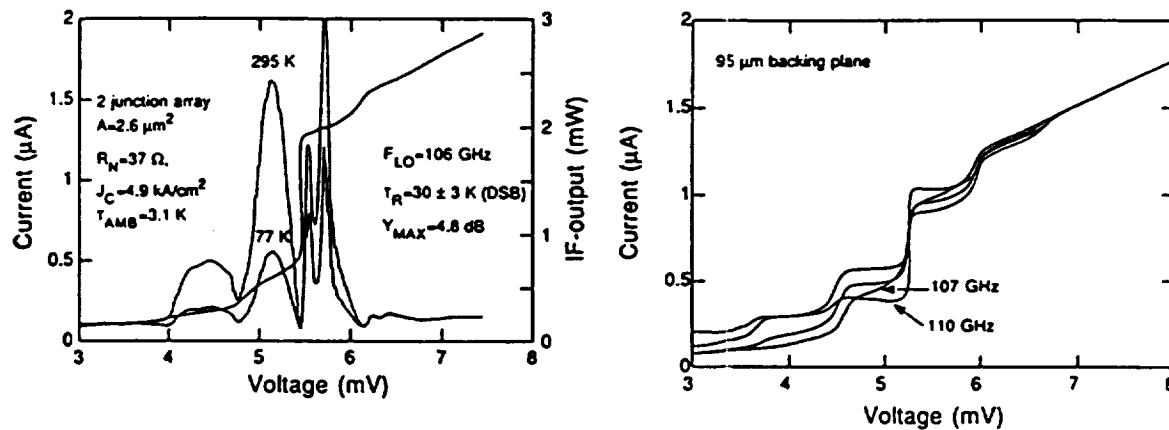 2
1.5
1
0.5
0
Current (μA)
3
4
5
6
7
8
Voltage (mV)
3
2
1
0
IF-output (mW)
295 K
77 K
2 junction array
A=2.6 μm²
R_N=37 Ω,
J_C=4.9 kA/cm²
T_AMB=3.1 K
F_LO=106 GHz
T_R=30 ± 3 K (DSB)
Y_MAX=4.8 dB
2
1.5
1
0.5
0
Current (μA)
95 μm backing plane
107 GHz
110 GHz
3
4
5
6
7
8
Voltage (mV)